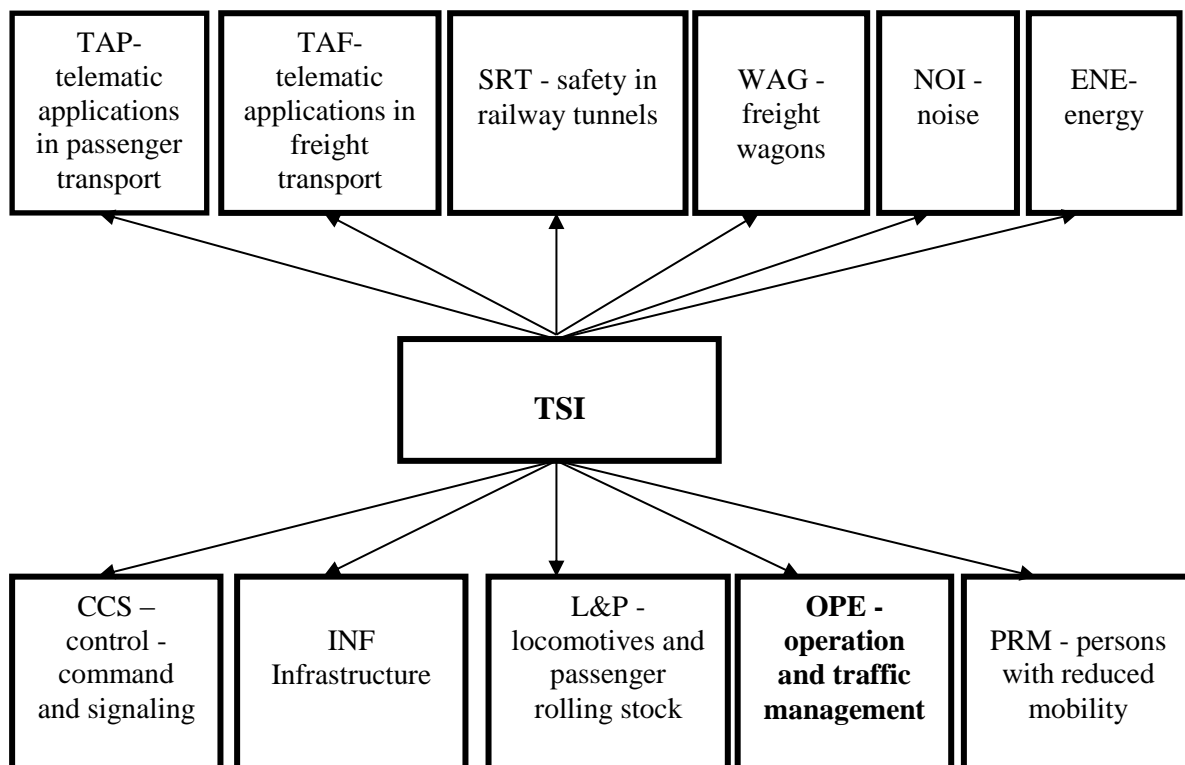 TAP-
telematic
applications
in passenger
transport
TAF-
telematic
applications in
freight
transport
SRT - safety in
railway tunnels
WAG -
freight
wagons
NOI -
noise
ENE-
energy
TSI
CCS –
control -
command
and signaling
INF
Infrastructure
L&P -
locomotives and
passenger
rolling stock
OPE -
operation
and traffic
management
PRM - persons
with reduced
mobility